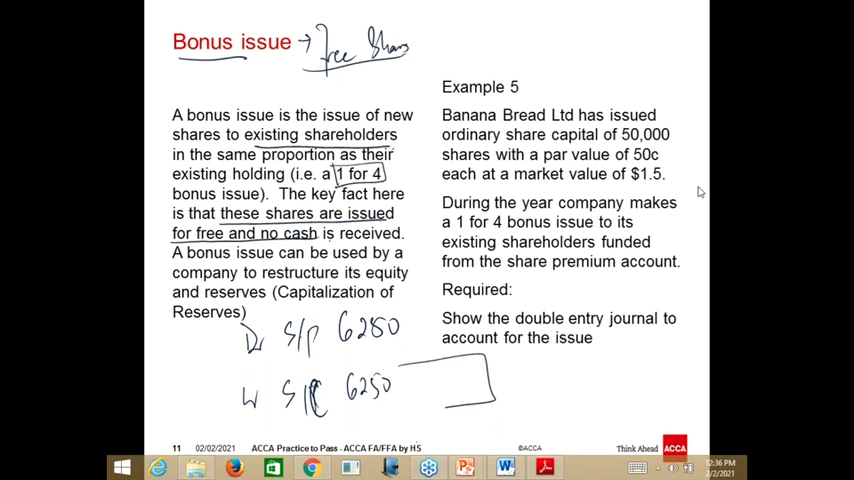 Bonus issue → Free Shares
A bonus issue is the issue of new
shares to existing shareholders
in the same proportion as their
existing holding (i.e. a 1 for 4
bonus issue). The key fact here
is that these shares are issued
for free and no cash is received.
A bonus issue can be used by a
company to restructure its equity
and reserves (Capitalization of
Reserves)
Dr S/P 6250
Cr S/C 6250
Example 5
Banana Bread Ltd has issued
ordinary share capital of 50,000
shares with a par value of 50c
each at a market value of $1.5.
During the year company makes
a 1 for 4 bonus issue to its
existing shareholders funded
from the share premium account.
Required:
Show the double entry journal to
account for the issue
11 02/02/2021 ACCA Practice to Pass - ACCA FA/FFA by HS ©ACCA Think Ahead ACCA
12:36 PM
2/2/2021